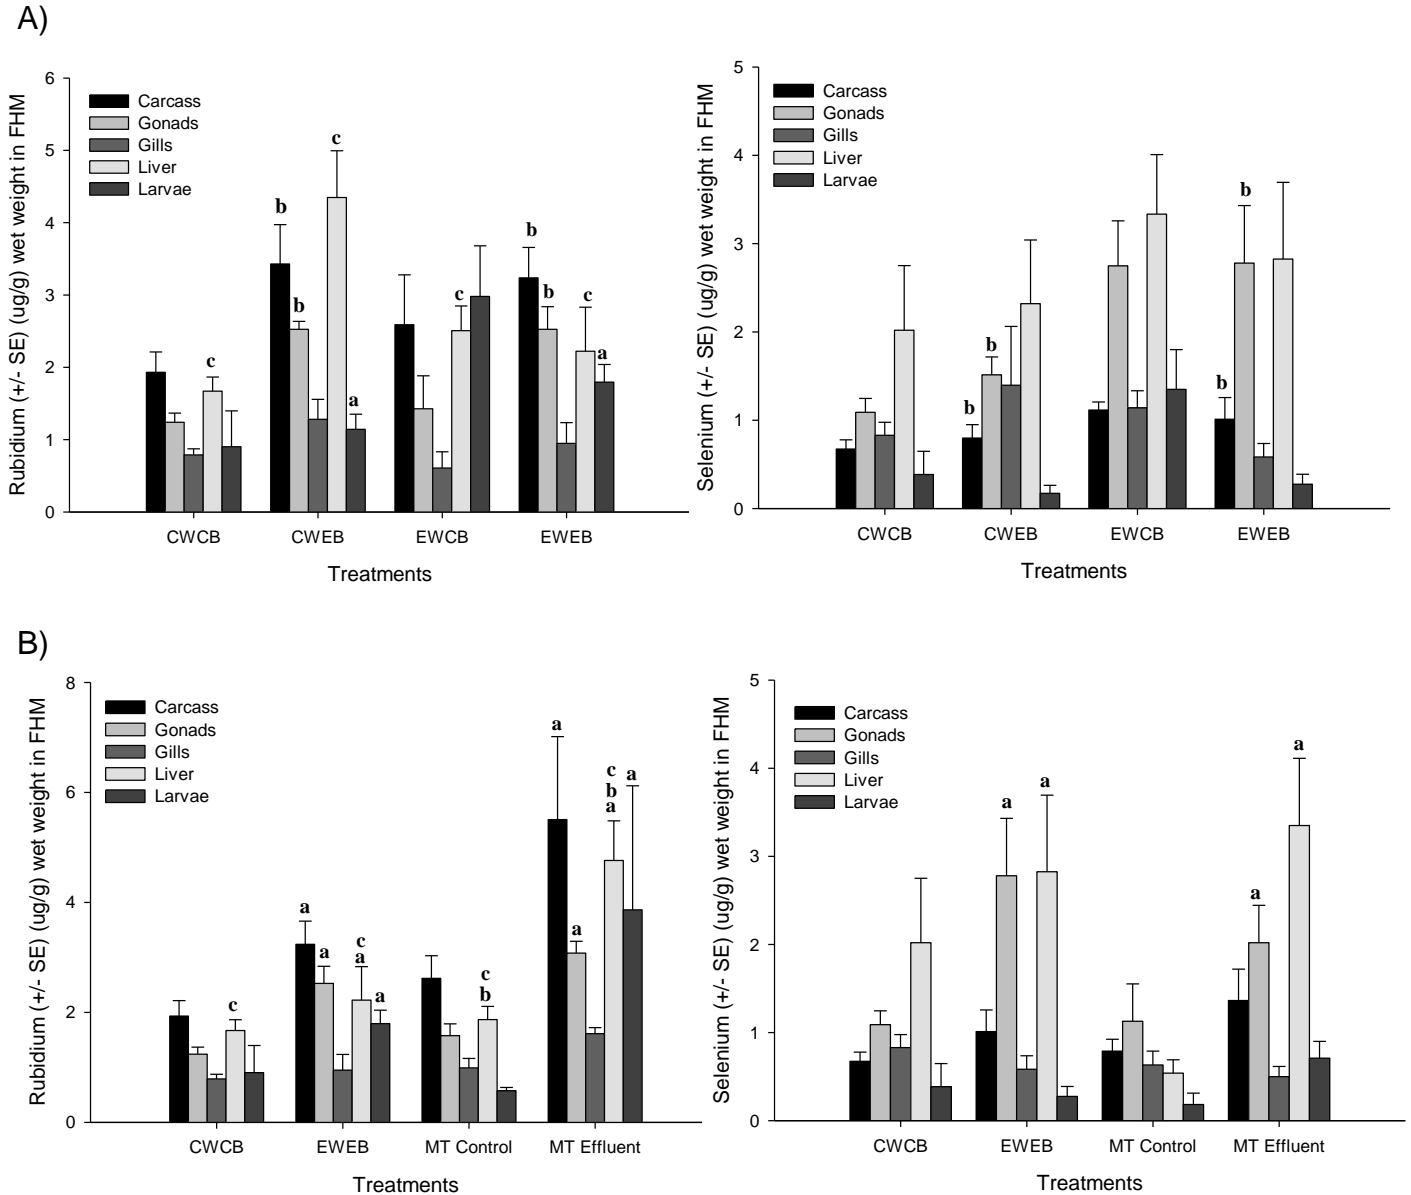 A)
Rubidium (+/- SE) (ug/g) wet weight in FHM
6
5
4
3
2
1
0
Carcass
Gonads
Gills
Liver
Larvae
c
b
b
c
a
c
b
b
c
a
CWCB
CWEB
EWCB
EWEB
Treatments
Selenium (+/- SE) (ug/g) wet weight in FHM
5
4
3
2
1
0
Carcass
Gonads
Gills
Liver
Larvae
b
b
b
b
CWCB
CWEB
EWCB
EWEB
Treatments
B)
Rubidium (+/- SE) (ug/g) wet weight in FHM
8
6
4
2
0
Carcass
Gonads
Gills
Liver
Larvae
c
a
a
c
a
a
c
b
a
a
c
b
a
a
CWCB
EWEB
MT Control
MT Effluent
Treatments
Selenium (+/- SE) (ug/g) wet weight in FHM
5
4
3
2
1
0
Carcass
Gonads
Gills
Liver
Larvae
a
a
a
a
CWCB
EWEB
MT Control
MT Effluent
Treatments